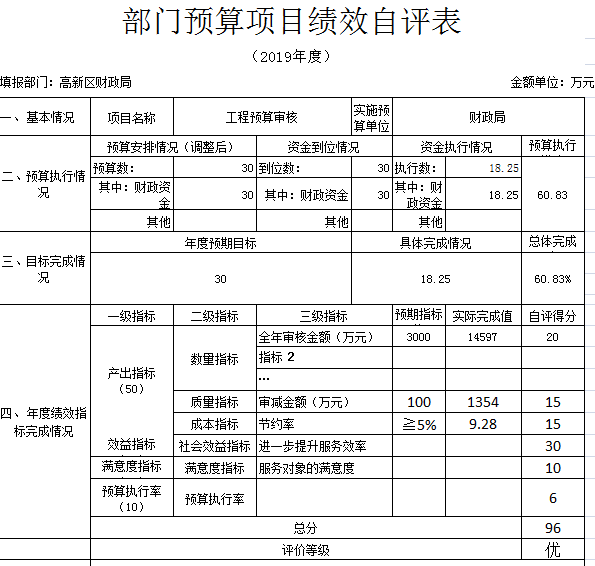 部门预算项目绩效自评表
（2019年度）
填报部门：高新区财政局 金额单位：万元
一、基本情况 项目名称 工程预算审核 实施预算单位 财政局
二、预算执行情况 预算安排情况（调整后） 资金到位情况 资金执行情况 预算执行
预算数： 30 到位数： 30 执行数： 18.25 60.83
其中：财政资金 30 其中：财政资金 30 其中：财政资金 18.25
其他 其他 其他
三、目标完成情况 年度预期目标 具体完成情况 总体完成
30 18.25 60.83%
四、年度绩效指标完成情况 一级指标 二级指标 三级指标 预期指标 实际完成值 自评得分
产出指标（50） 数量指标 全年审核金额（万元） 3000 14597 20
指标 2
…
质量指标 审减金额（万元） 100 1354 15
成本指标 节约率 ≧5% 9.28 15
效益指标 社会效益指标 进一步提升服务效率 30
满意度指标 满意度指标 服务对象的满意度 10
预算执行率（10） 预算执行率 6
总分 96
评价等级 优